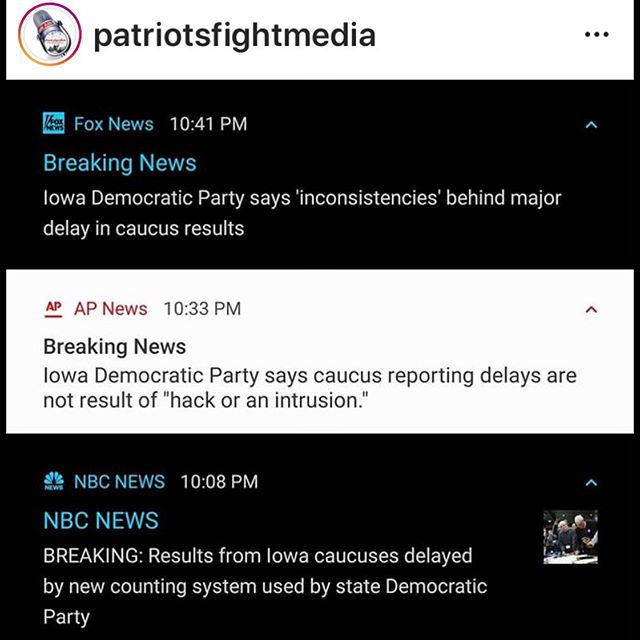 patriotsfightmedia
Fox News 10:41 PM
Breaking News
Iowa Democratic Party says 'inconsistencies' behind major
delay in caucus results
AP AP News 10:33 PM
Breaking News
Iowa Democratic Party says caucus reporting delays are
not result of "hack or an intrusion."
NEWS NBC NEWS 10:08 PM
NBC NEWS
BREAKING: Results from Iowa caucuses delayed
by new counting system used by state Democratic
Party